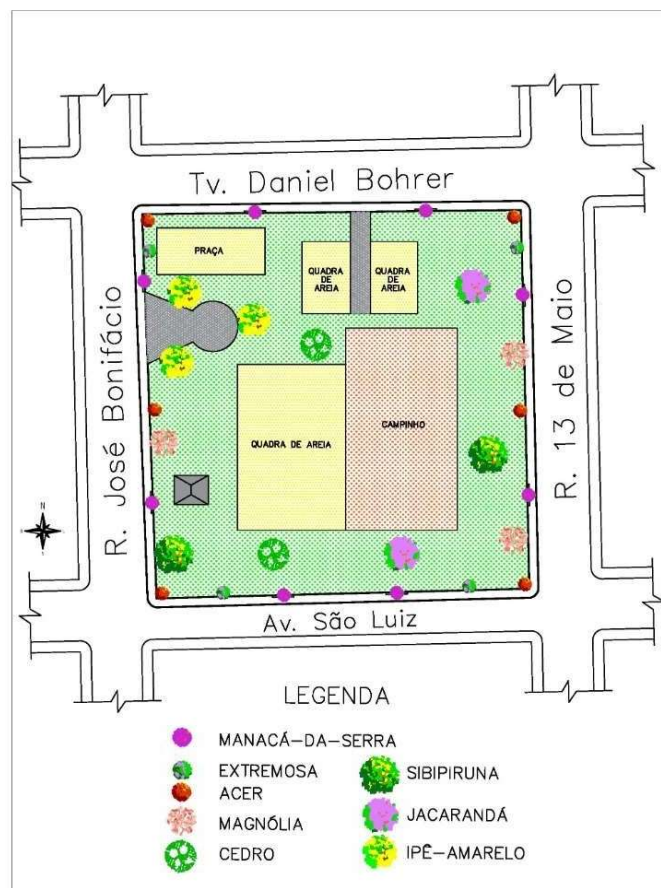 Tv. Daniel Bohrer
PRAÇA
QUADRA
DE
AREIA
QUADRA
DE
AREIA
R. José Bonifácio
R. 13 de Maio
CAMPINHO
QUADRA DE AREIA
N
Av. São Luiz
LEGENDA
MANACÁ-DA-SERRA
EXTREMOSA
ACER
MAGNÓLIA
CEDRO
SIBIPIRUNA
JACARANDÁ
IPÊ-AMARELO